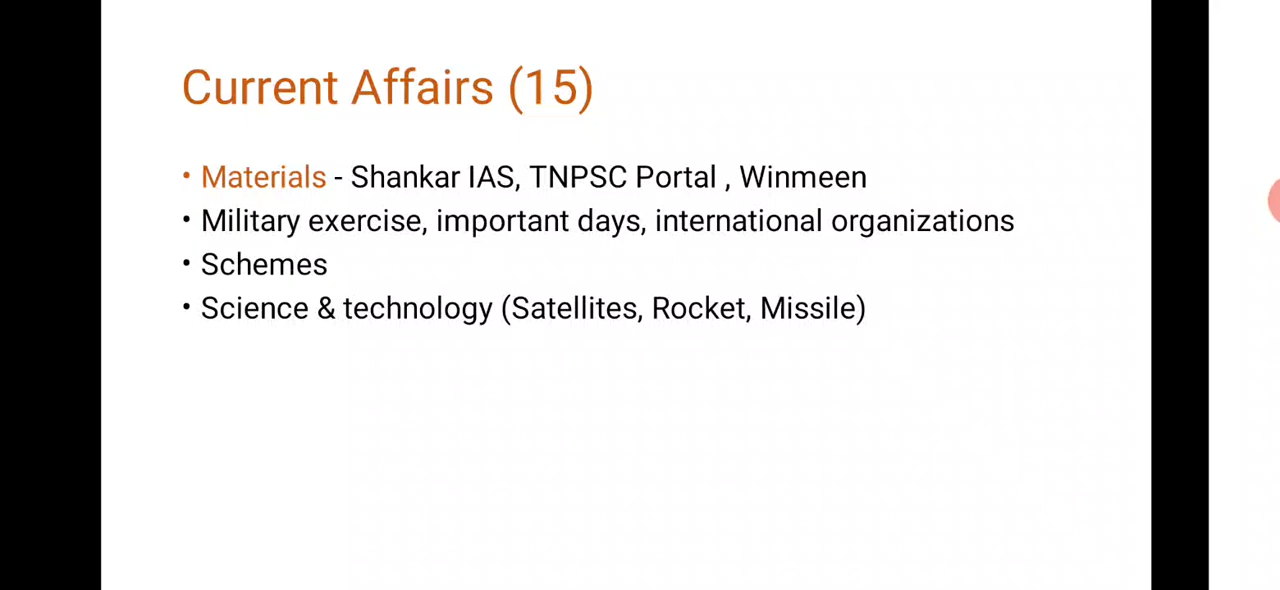 Current Affairs (15)
• Materials - Shankar IAS, TNPSC Portal , Winmeen
• Military exercise, important days, international organizations
• Schemes
• Science & technology (Satellites, Rocket, Missile)